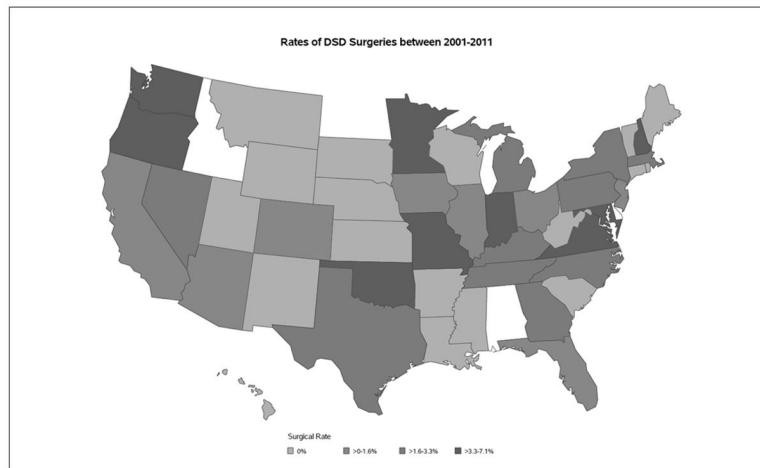 Rates of DSD Surgeries between 2001-2011
Surgical Rate
0% >0-1.6% >1.6-3.3% >3.3-7.1%